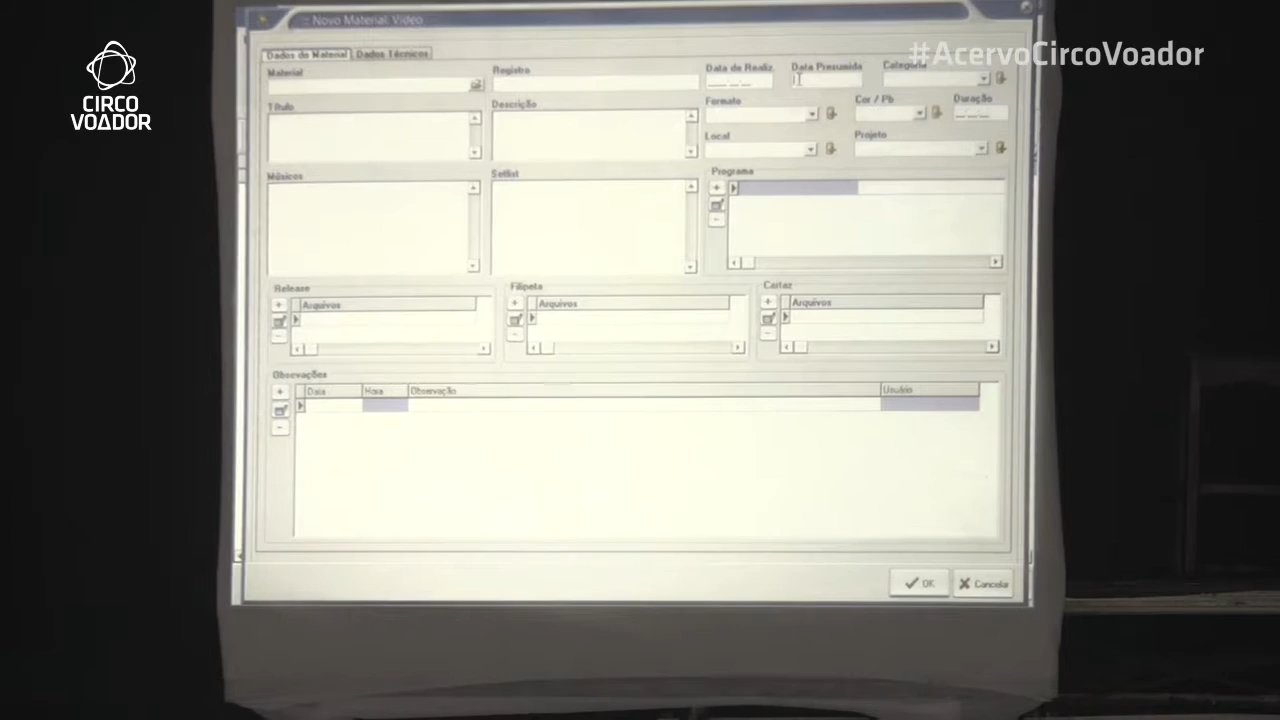 :: Novo Material: Vídeo
#AcervoCircoVoador
CIRCO
VOADOR
Dados do Material Dados Técnicos
Material Registro Data de Realiz. Data Presumida Categoria
Título Descrição Formato Cor / Pb Duração
Local Projeto
Músicos Setlist Programa
Release Filipeta Cartaz
Arquivos Arquivos Arquivos
Observações
Data Hora Observação Usuário
OK Cancelar